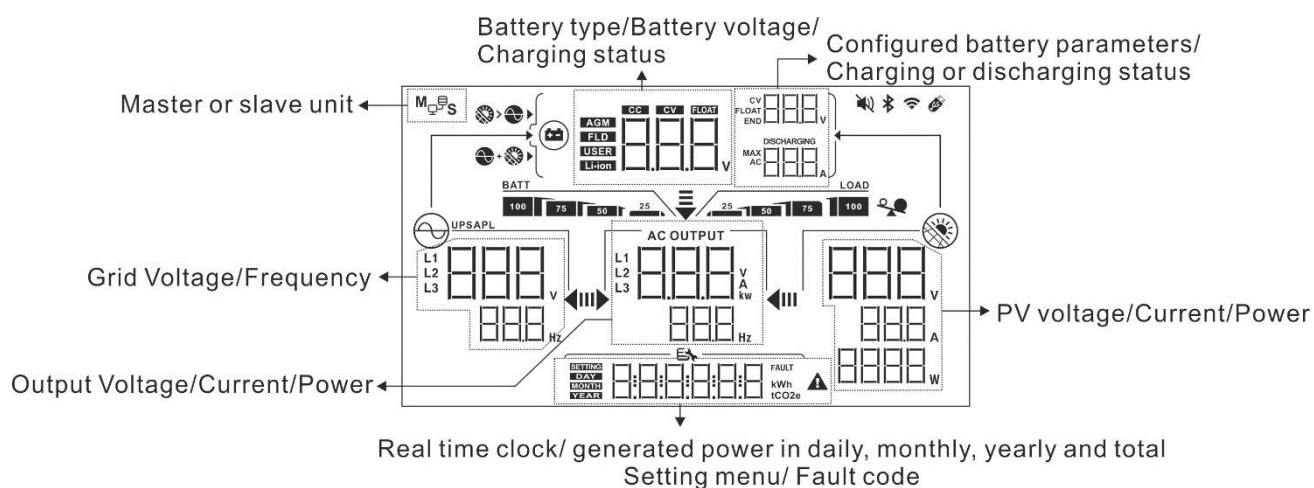 Battery type/Battery voltage/
Charging status
Configured battery parameters/
Charging or discharging status
Master or slave unit
M S
CC CV FLOAT
AGM
FLD
USER
Li-ion
V
CV
FLOAT
END
V
DISCHARGING
MAX
AC
A
BATT
LOAD
100 75 50 25
25 50 75 100
UPSAPL
AC OUTPUT
L1
L2
L3
V
Hz
L1
L2
L3
V
A
kw
Hz
V
A
W
Grid Voltage/Frequency
PV voltage/Current/Power
Output Voltage/Current/Power
SETTING
DAY
MONTH
YEAR
FAULT
kWh
tCO2e
Real time clock/ generated power in daily, monthly, yearly and total
Setting menu/ Fault code